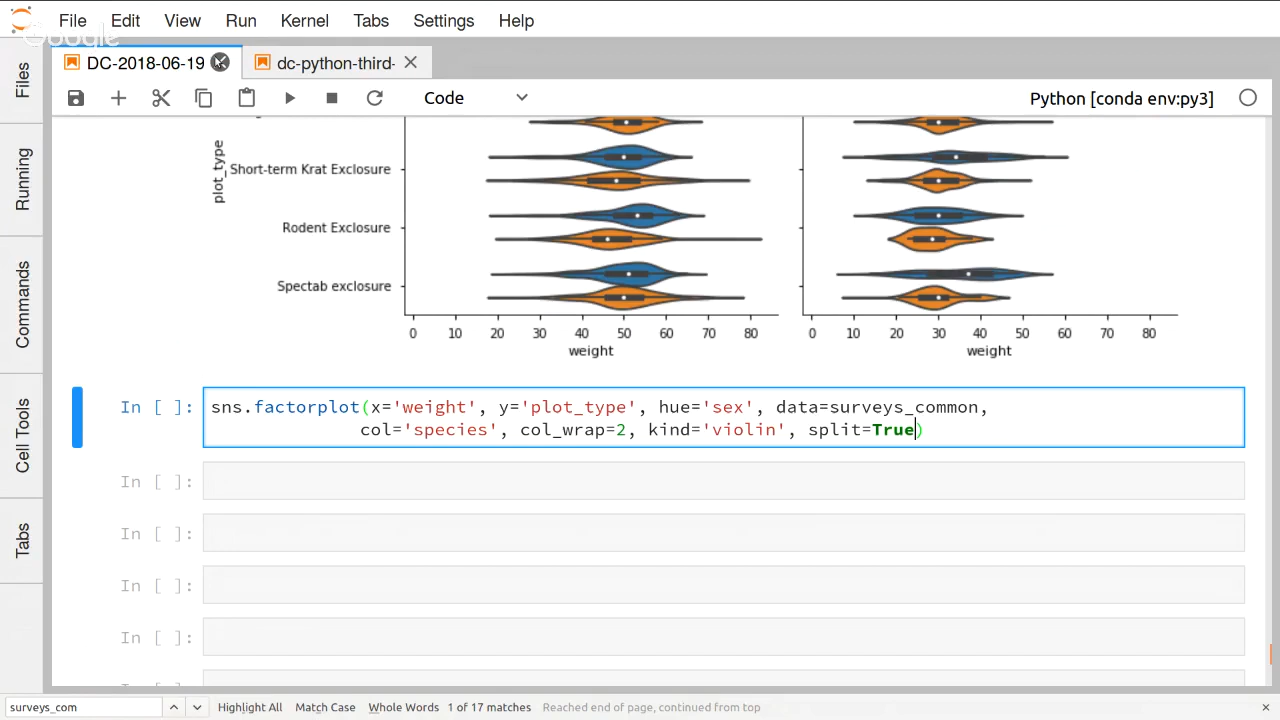 File Edit View Run Kernel Tabs Settings Help
Google
DC-2018-06-19 dc-python-third-
Code Python [conda env:py3]
Files
Running
Commands
Cell Tools
Tabs
plot_type
Short-term Krat Exclosure
Rodent Exclosure
Spectab exclosure
0 10 20 30 40 50 60 70 80 0 10 20 30 40 50 60 70 80
weight weight
In [ ]: sns.factorplot(x='weight', y='plot_type', hue='sex', data=surveys_common,
col='species', col_wrap=2, kind='violin', split=True)
In [ ]:
In [ ]:
In [ ]:
In [ ]:
surveys_com Highlight All Match Case Whole Words 1 of 17 matches Reached end of page, continued from top